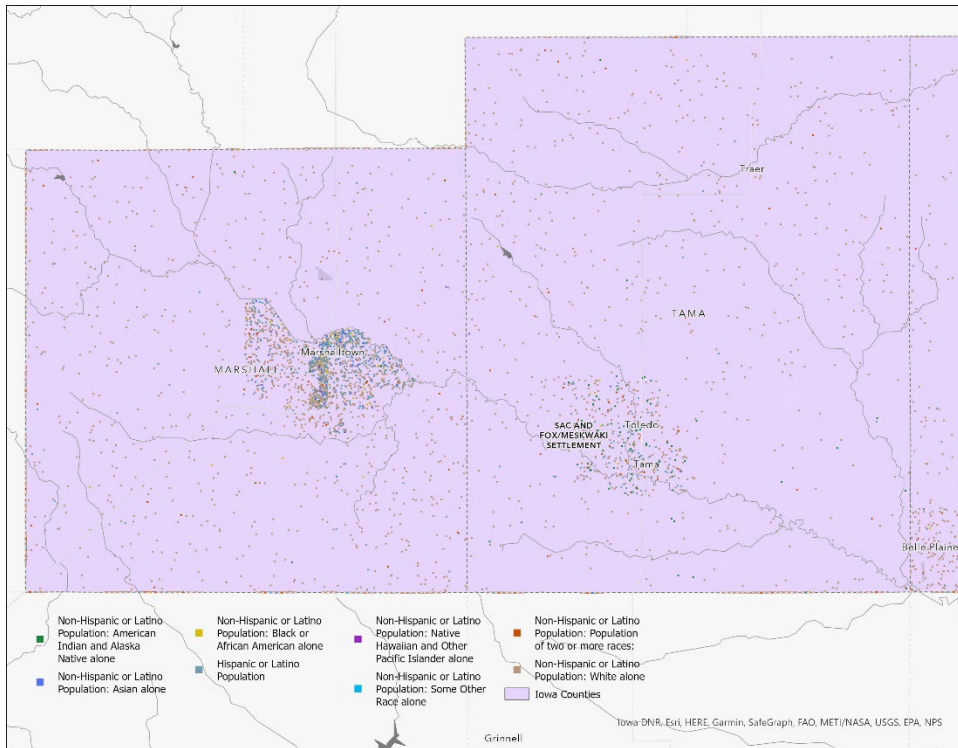 Traer
TAMA
Marshalltown
MARSHALL
SAC AND
FOX/MESKWAKI
SETTLEMENT
Toledo
Tama
Belle Plaine
Non-Hispanic or Latino
Population: American
Indian and Alaska
Native alone
Non-Hispanic or Latino
Population: Asian alone
Non-Hispanic or Latino
Population: Black or
African American alone
Hispanic or Latino
Population
Non-Hispanic or Latino
Population: Native
Hawaiian and Other
Pacific Islander alone
Non-Hispanic or Latino
Population: Some Other
Race alone
Non-Hispanic or Latino
Population: Population
of two or more races:
Non-Hispanic or Latino
Population: White alone
Iowa Counties
Iowa DNR, Esri, HERE, Garmin, SafeGraph, FAO, METI/NASA, USGS, EPA, NPS
Grinnell